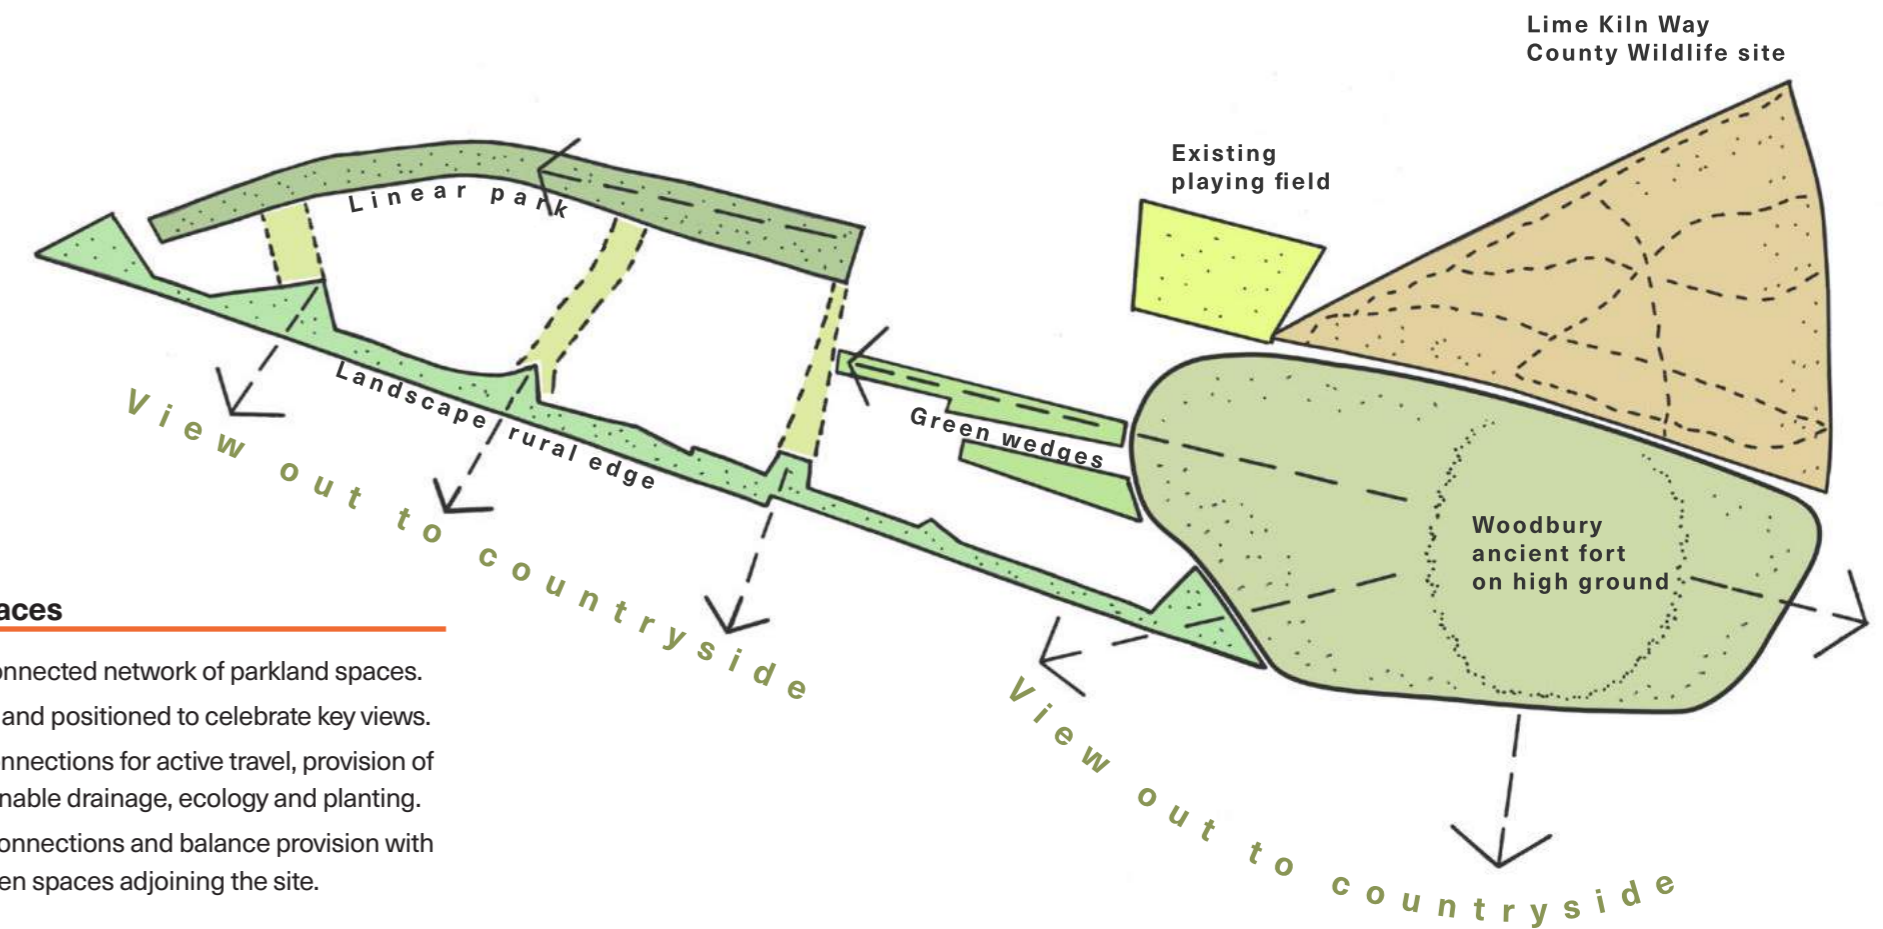 Lime Kiln Way
County Wildlife site
Existing
playing field
Linear park
Landscape rural edge
Green wedges
Woodbury
ancient fort
on high ground
View out to countryside
View out to countryside
aces
onnected network of parkland spaces.
and positioned to celebrate key views.
nnections for active travel, provision of
nable drainage, ecology and planting.
onnections and balance provision with
en spaces adjoining the site.